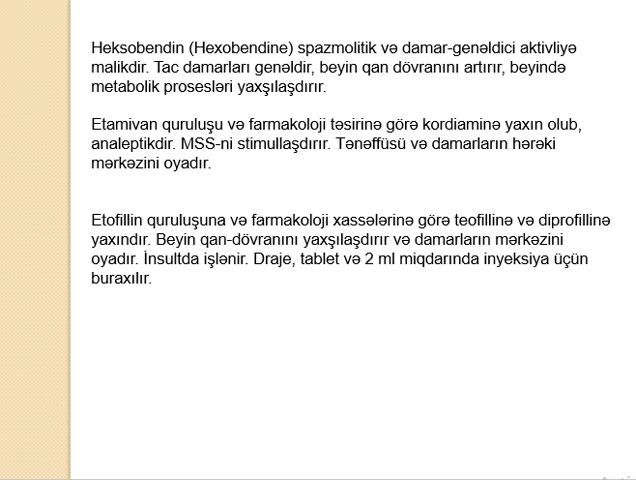 Heksobendin (Hexobendine) spazmolitik və damar-genəldici aktivliyə
malikdir. Tac damarları genəldir, beyin qan dövranını artırır, beyində
metabolik prosesləri yaxşılaşdırır.
Etamivan quruluşu və farmakoloji təsirinə görə kordiaminə yaxın olub,
analeptikdir. MSS-ni stimullaşdırır. Tənəffüsü və damarların hərəki
mərkəzini oyadır.
Etofillin quruluşuna və farmakoloji xassələrinə görə teofillinə və diprofillinə
yaxındır. Beyin qan-dövranını yaxşılaşdırır və damarların mərkəzini
oyadır. İnsultda işlənir. Draje, tablet və 2 ml miqdarında inyeksiya üçün
buraxılır.